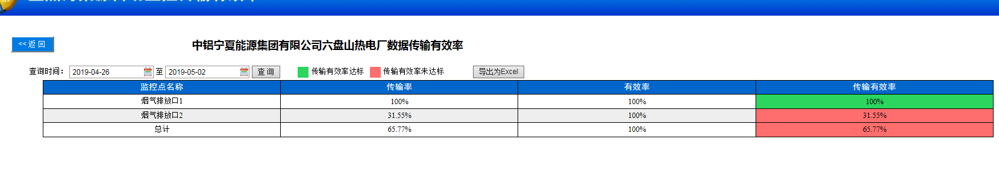 << 返 回
中铝宁夏能源集团有限公司六盘山热电厂数据传输有效率
查询时间： 2019-04-26 至 2019-05-02 查 询 传输有效率达标 传输有效率未达标 导出为Excel
监控点名称 传输率 有效率 传输有效率
烟气排放口1 100% 100% 100%
烟气排放口2 31.55% 100% 31.55%
总计 65.77% 100% 65.77%